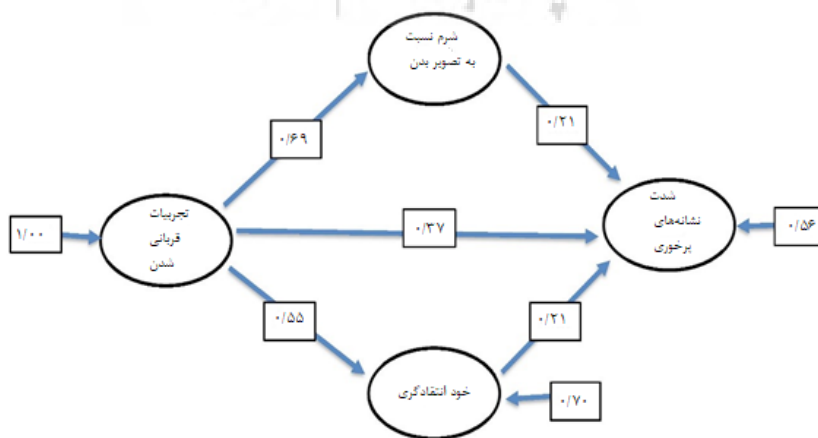 شرم نسبت
به تصویر بدن
۰/۶۹
۰/۲۱
تجربیات
قربانی
شدن
۱/۰۰
۰/۳۷
شدت
نشانه‌های
پرخوری
۰/۵۶
۰/۵۵
۰/۲۱
خود انتقادگری
۰/۷۰